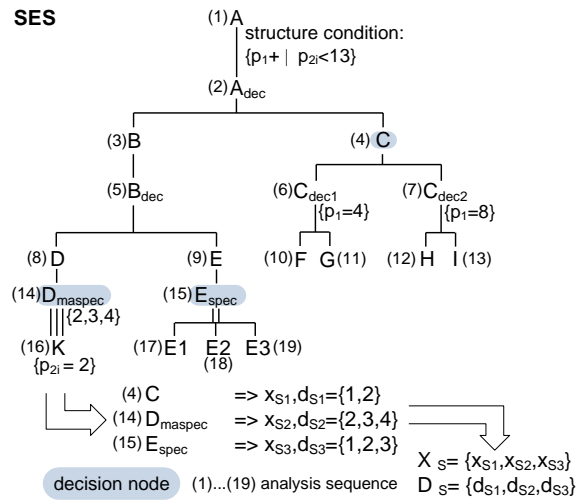 SES
(1) A
structure condition:
{p1+ | p2i<13}
(2) Adec
(3) B
(4) C
(5) Bdec
(6) Cdec1
(7) Cdec2
{p1=4}
{p1=8}
(8) D
(9) E
(10) F G (11)
(12) H I (13)
(14) Dmaspec
(15) Espec
{2,3,4}
(16) K
(17) E1 E2 E3 (19)
(18)
{p2i = 2}
(4) C => xS1,dS1={1,2}
(14) Dmaspec => xS2,dS2={2,3,4}
(15) Espec => xS3,dS3={1,2,3}
X S= {xS1,xS2,xS3}
D S= {dS1,dS2,dS3}
decision node (1)...(19) analysis sequence